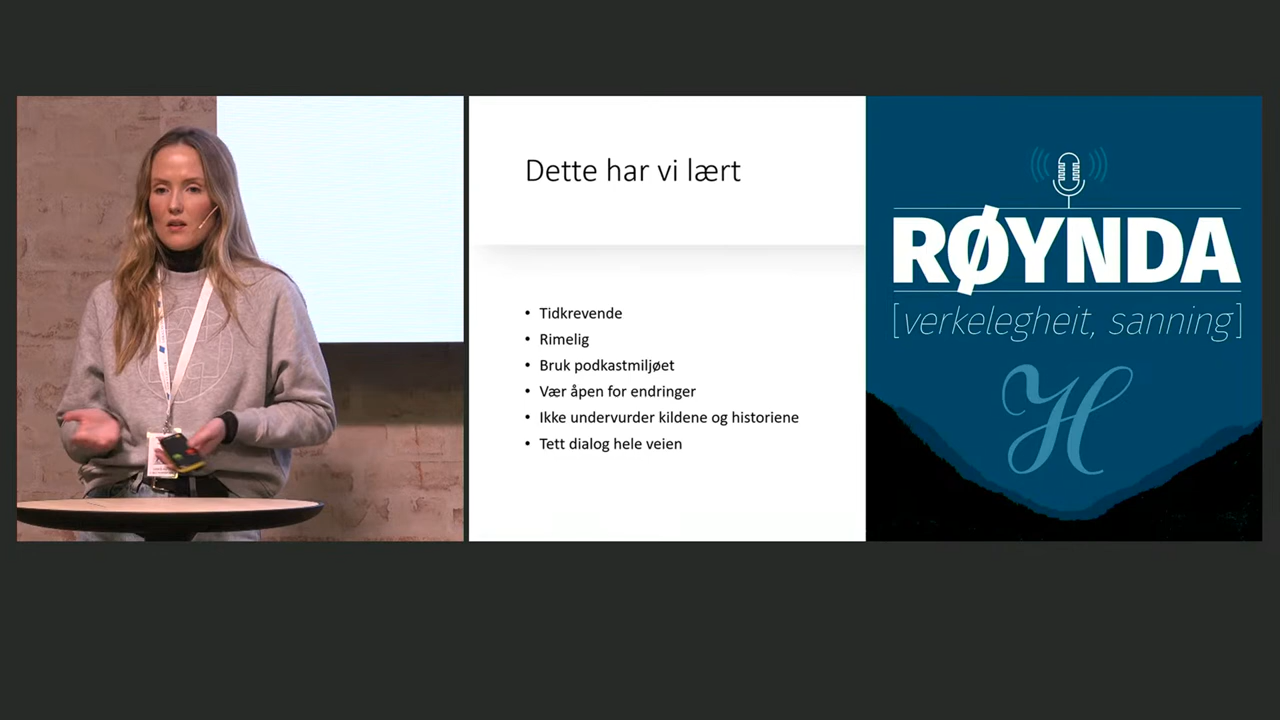 Dette har vi lært
• Tidkrevende
• Rimelig
• Bruk podkastmiljøet
• Vær åpen for endringer
• Ikke undervurder kildene og historiene
• Tett dialog hele veien
RØYNDA
[verkelegheit, sanning]
H